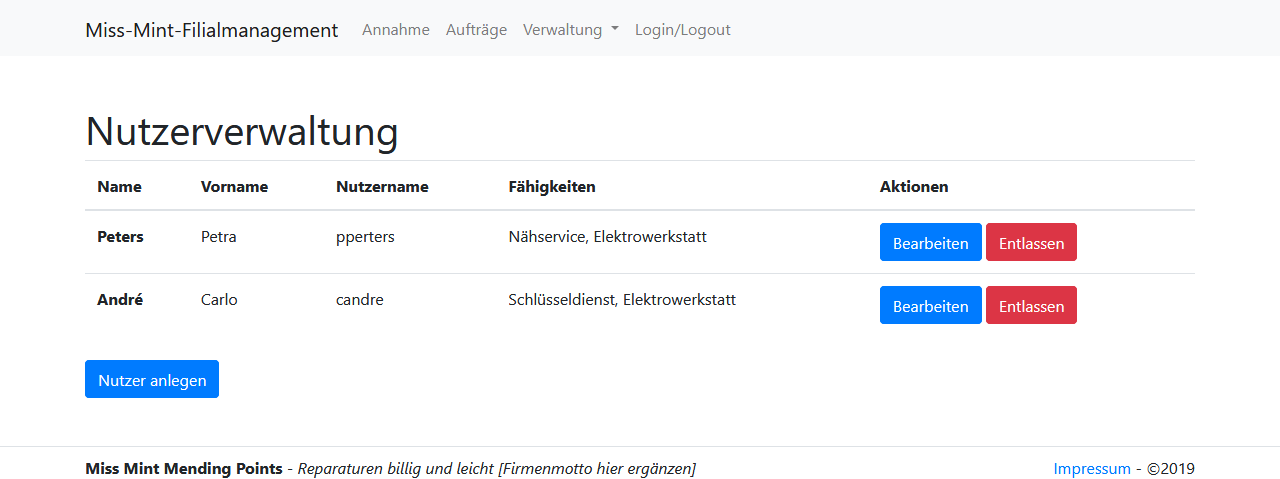 Miss-Mint-Filialmanagement Annahme Aufträge Verwaltung Login/Logout
Nutzerverwaltung
Name Vorname Nutzername Fähigkeiten Aktionen
Peters Petra pperters Nähservice, Elektrowerkstatt Bearbeiten Entlassen
André Carlo candre Schlüsseldienst, Elektrowerkstatt Bearbeiten Entlassen
Nutzer anlegen
Miss Mint Mending Points - Reparaturen billig und leicht [Firmenmotto hier ergänzen] Impressum - ©2019